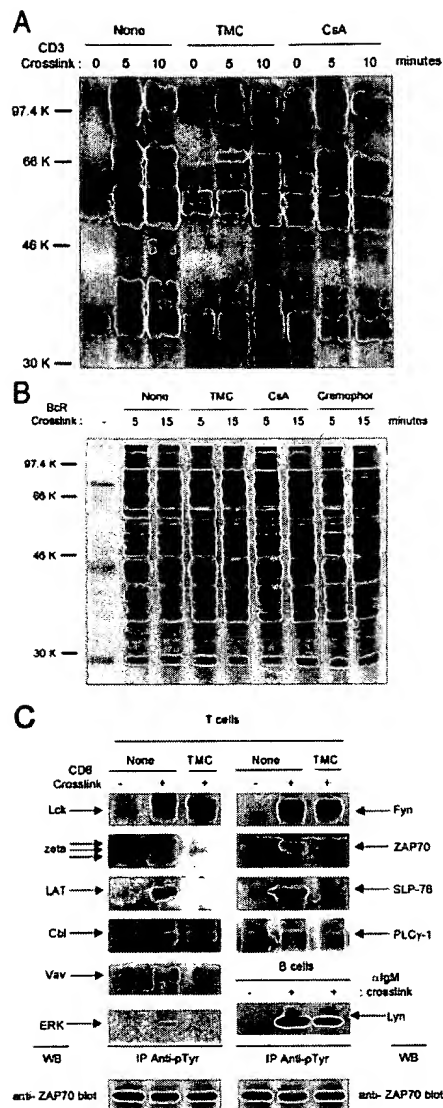 A
None TMC CsA
CD3
Crosslink : 0 5 10 0 5 10 0 5 10 minutes
97.4 K
66 K
46 K
30 K
B
BcR None TMC CsA Cremophor
Crosslink : - 5 15 5 15 5 15 5 15 minutes
97.4 K
66 K
46 K
30 K
C
T cells
CD8 None TMC None TMC
Crosslink - + + - + +
Lck Fyn
zeta ZAP70
LAT SLP-76
Cbl PLCγ-1
Vav B cells
αIgM
- + + : crosslink
ERK Lyn
WB IP Anti-pTyr IP Anti-pTyr WB
anti- ZAP70 blot anti- ZAP70 blot